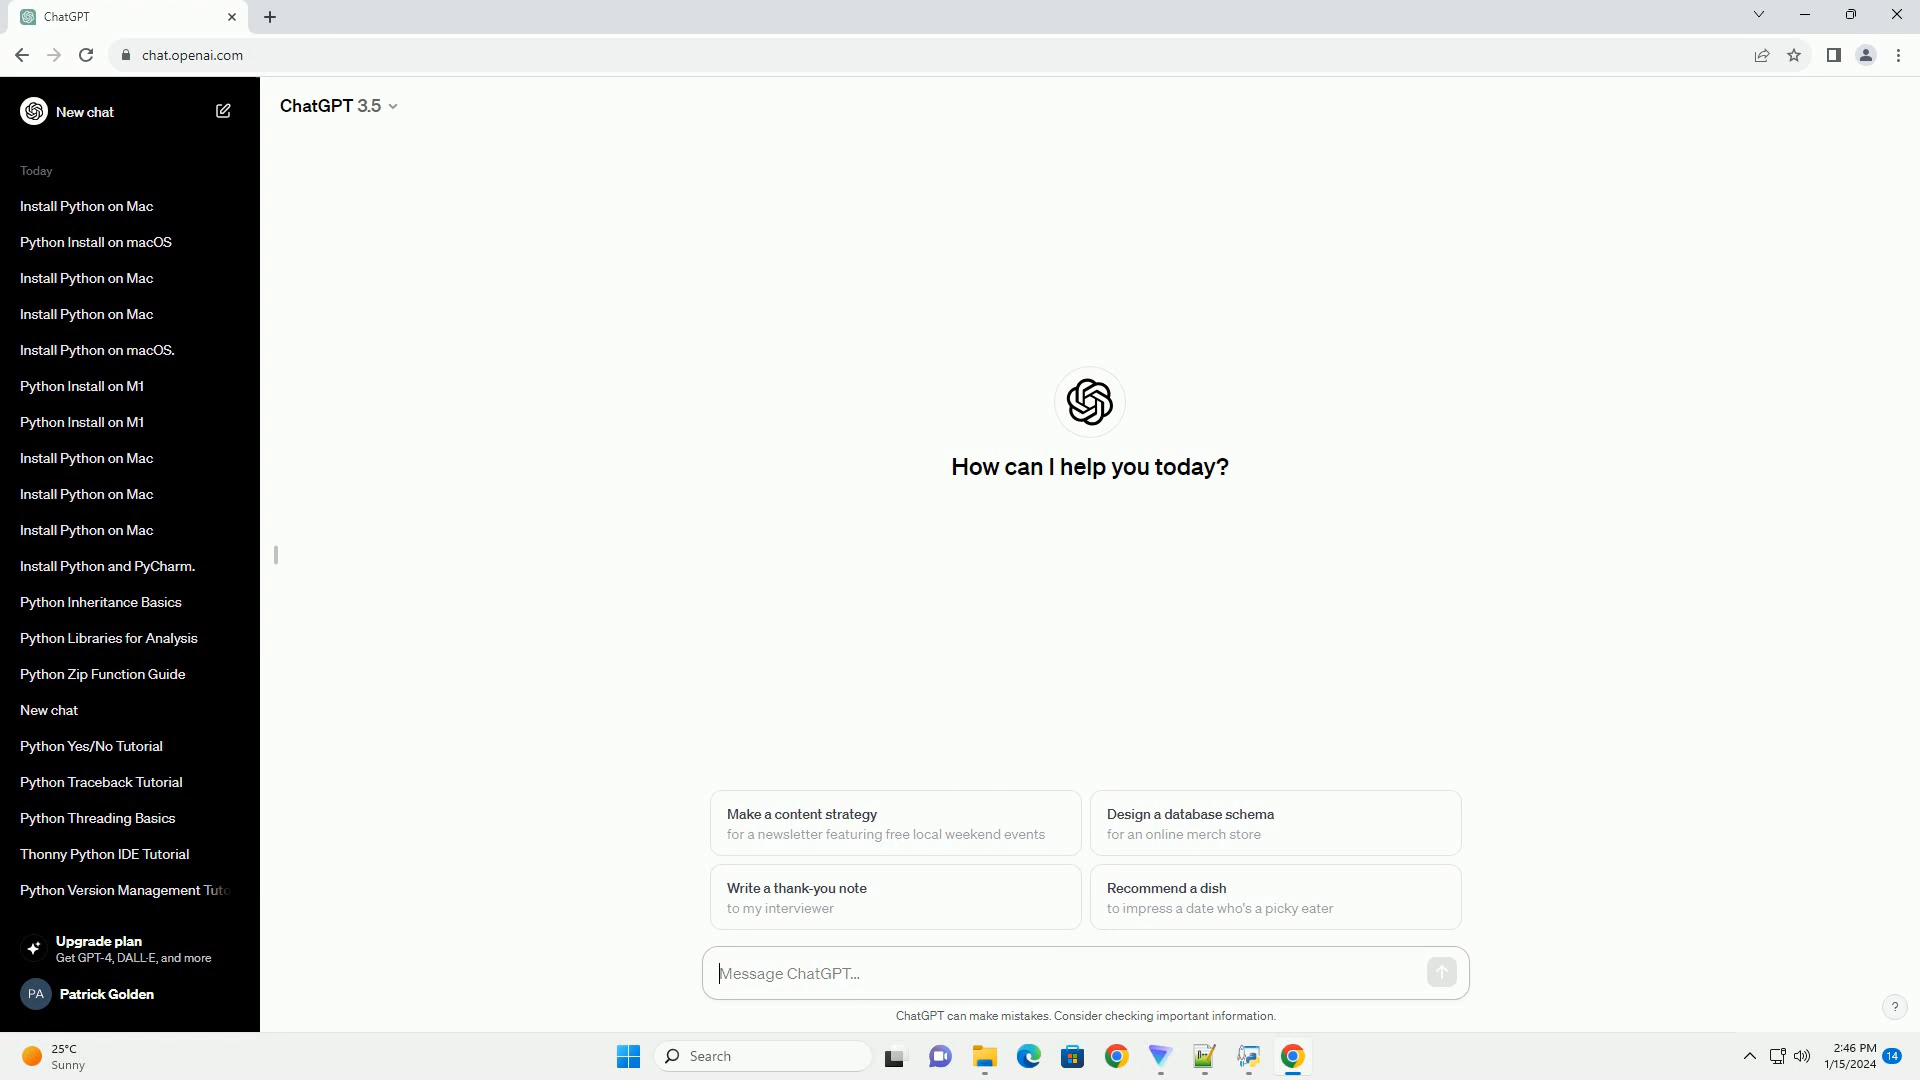 ChatGPT
chat.openai.com
New chat
ChatGPT 3.5
Today
Install Python on Mac
Python Install on macOS
Install Python on Mac
Install Python on Mac
Install Python on macOS.
Python Install on M1
Python Install on M1
Install Python on Mac
Install Python on Mac
Install Python on Mac
Install Python and PyCharm.
Python Inheritance Basics
Python Libraries for Analysis
Python Zip Function Guide
New chat
Python Yes/No Tutorial
Python Traceback Tutorial
Python Threading Basics
Thonny Python IDE Tutorial
Python Version Management Tuto
Upgrade plan
Get GPT-4, DALL·E, and more
PA
Patrick Golden
How can I help you today?
Make a content strategy
for a newsletter featuring free local weekend events
Design a database schema
for an online merch store
Write a thank-you note
to my interviewer
Recommend a dish
to impress a date who's a picky eater
Message ChatGPT...
ChatGPT can make mistakes. Consider checking important information.
?
25°C
Sunny
Search
2:46 PM
1/15/2024
14